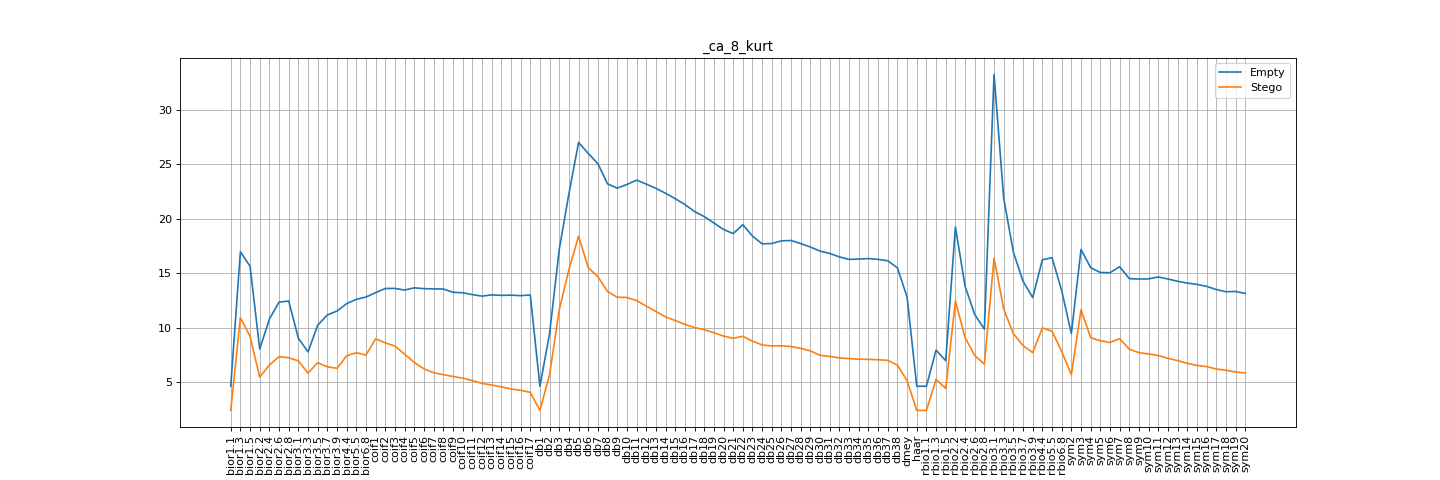 _ca_8_kurt
Empty
Stego
30
25
20
15
10
5
bior1.1
bior1.3
bior1.5
bior2.2
bior2.4
bior2.6
bior2.8
bior3.1
bior3.3
bior3.5
bior3.7
bior3.9
bior4.4
bior5.5
bior6.8
coif1
coif2
coif3
coif4
coif5
coif6
coif7
coif8
coif9
coif10
coif11
coif12
coif13
coif14
coif15
coif16
coif17
db1
db2
db3
db4
db5
db6
db7
db8
db9
db10
db11
db12
db13
db14
db15
db16
db17
db18
db19
db20
db21
db22
db23
db24
db25
db26
db27
db28
db29
db30
db31
db32
db33
db34
db35
db36
db37
db38
dmey
haar
rbio1.1
rbio1.3
rbio1.5
rbio2.2
rbio2.4
rbio2.6
rbio2.8
rbio3.1
rbio3.3
rbio3.5
rbio3.7
rbio3.9
rbio4.4
rbio5.5
rbio6.8
sym2
sym3
sym4
sym5
sym6
sym7
sym8
sym9
sym10
sym11
sym12
sym13
sym14
sym15
sym16
sym17
sym18
sym19
sym20